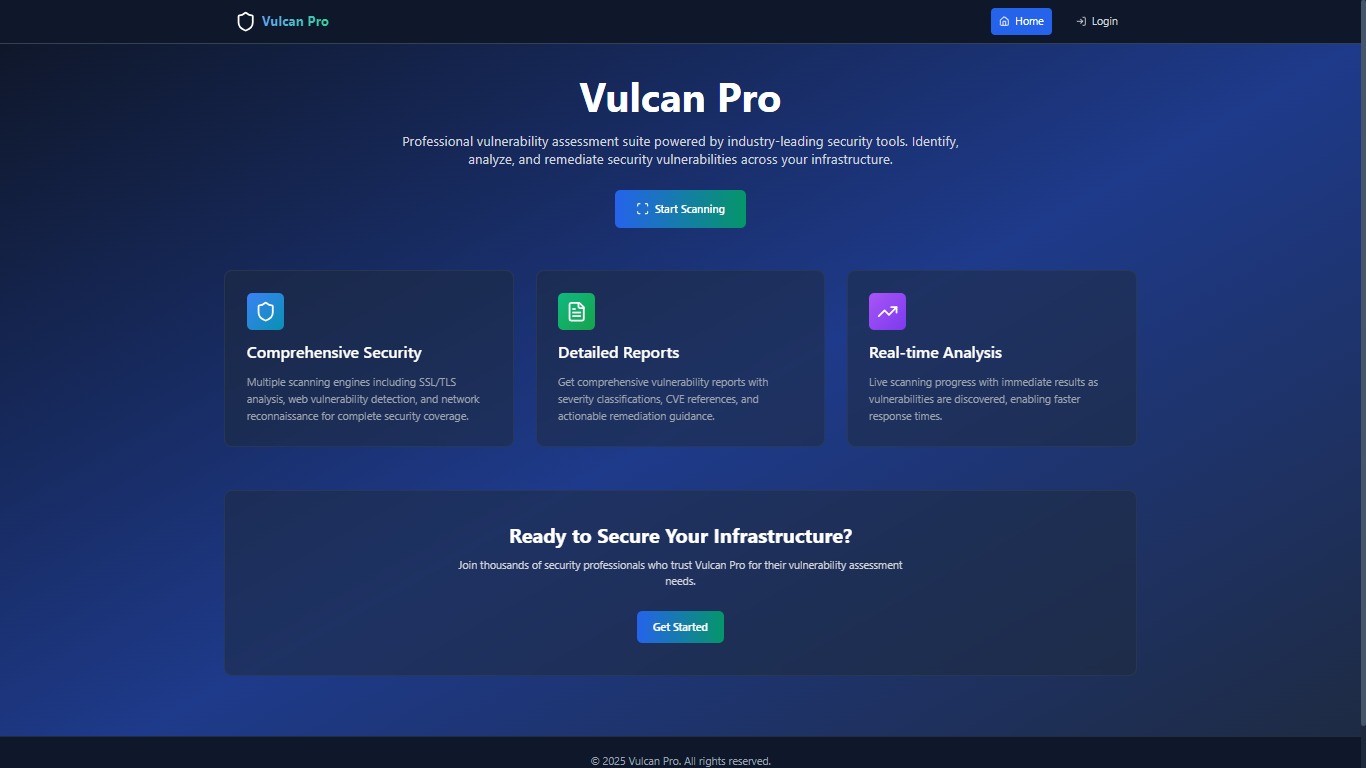 Vulcan Pro
Home
Login
Vulcan Pro
Professional vulnerability assessment suite powered by industry-leading security tools. Identify,
analyze, and remediate security vulnerabilities across your infrastructure.
Start Scanning
Comprehensive Security
Multiple scanning engines including SSL/TLS
analysis, web vulnerability detection, and network
reconnaissance for complete security coverage.
Detailed Reports
Get comprehensive vulnerability reports with
severity classifications, CVE references, and
actionable remediation guidance.
Real-time Analysis
Live scanning progress with immediate results as
vulnerabilities are discovered, enabling faster
response times.
Ready to Secure Your Infrastructure?
Join thousands of security professionals who trust Vulcan Pro for their vulnerability assessment
needs.
Get Started
© 2025 Vulcan Pro. All rights reserved.